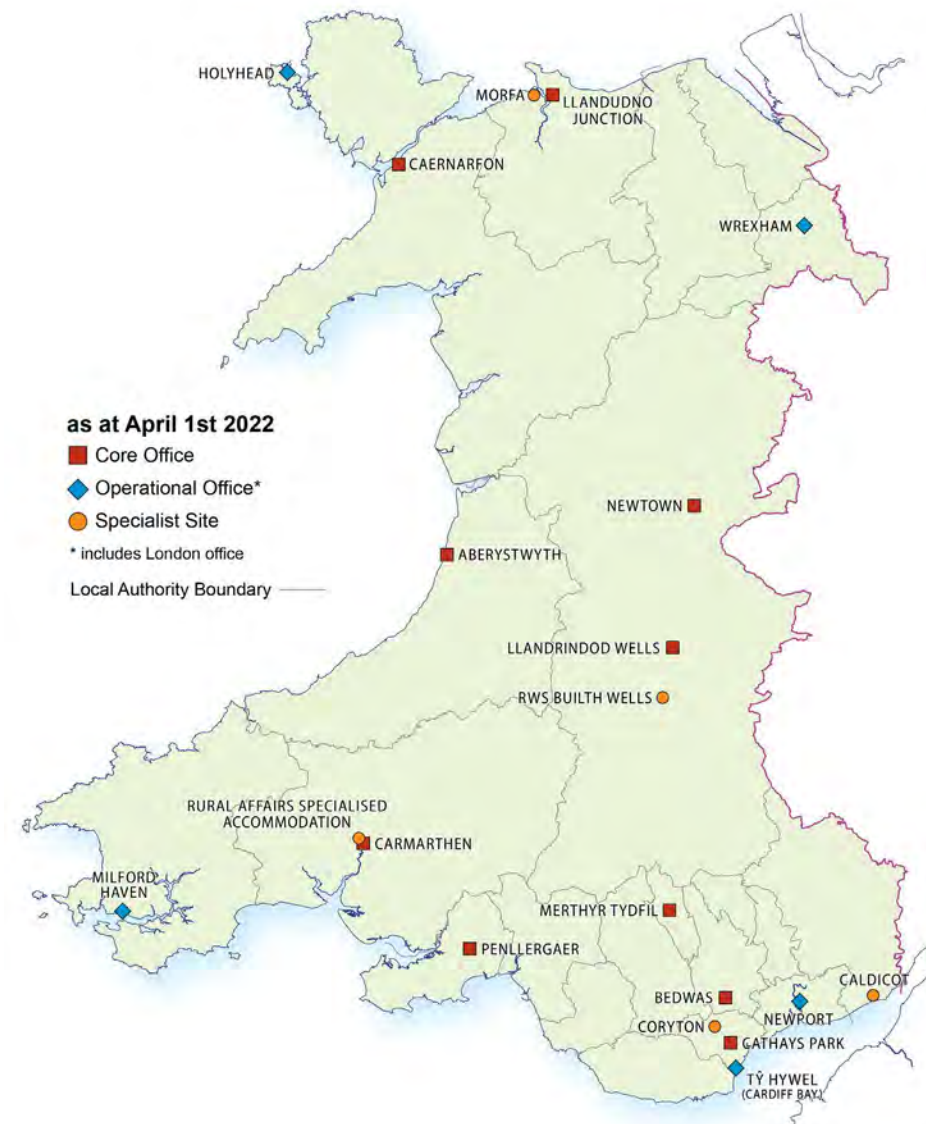 HOLYHEAD
MORFA
LLANDUDNO
JUNCTION
CAERNARFON
WREXHAM
as at April 1st 2022
Core Office
Operational Office*
Specialist Site
* includes London office
Local Authority Boundary
NEWTOWN
ABERYSTWYTH
LLANDRINDOD WELLS
RWS BUILTH WELLS
RURAL AFFAIRS SPECIALISED
ACCOMMODATION
CARMARTHEN
MILFORD
HAVEN
MERTHYR TYDFIL
PENLLERGAER
CALDICOT
BEDWAS
NEWPORT
CORYTON
CATHAYS PARK
TŶ HYWEL
(CARDIFF BAY)